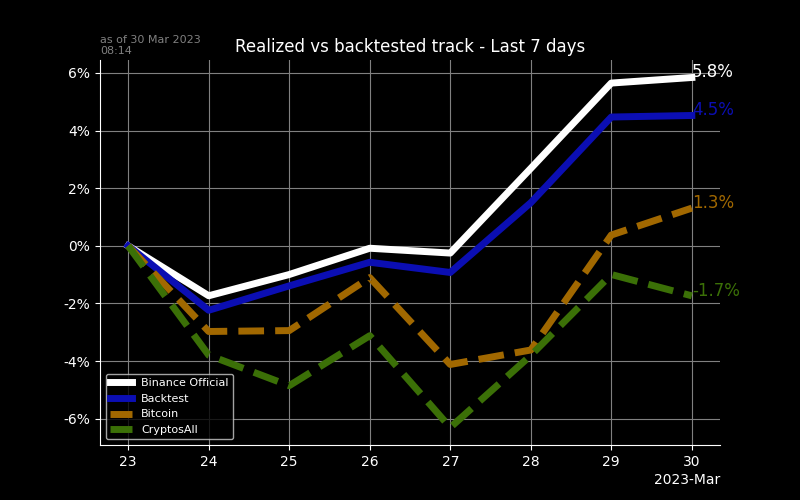 as of 30 Mar 2023
08:14
Realized vs backtested track - Last 7 days
6%
4%
2%
0%
-2%
-4%
-6%
5.8%
4.5%
1.3%
-1.7%
Binance Official
Backtest
Bitcoin
CryptosAll
23 24 25 26 27 28 29 30
2023-Mar